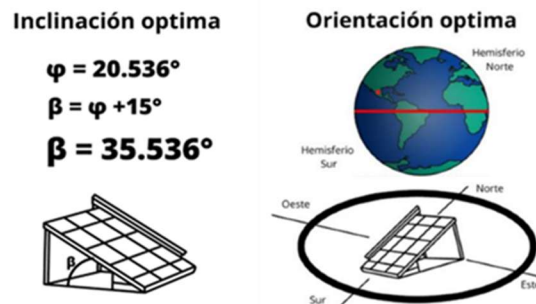 Inclinación optima
φ = 20.536°
β = φ +15°
β = 35.536°
β
Orientación optima
Hemisferio
Norte
Hemisferio
Sur
Norte
Oeste
Este
Sur